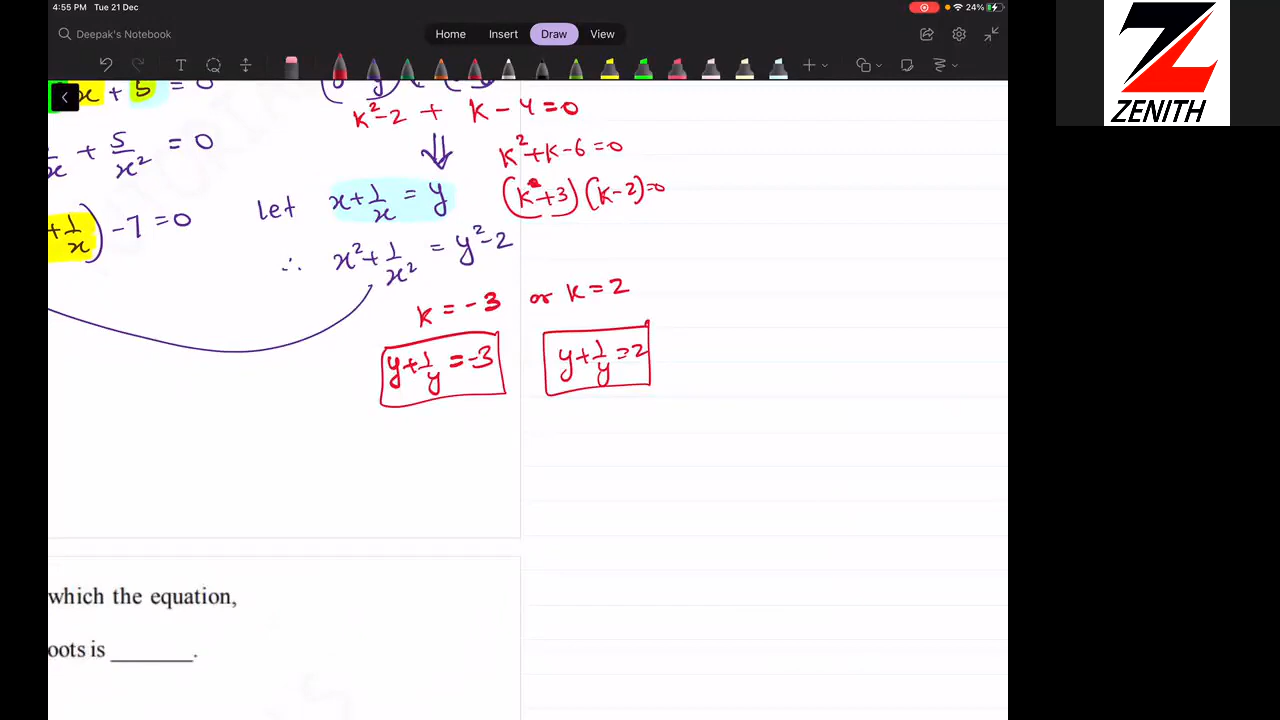 4:55 PM Tue 21 Dec
24%
Deepak's Notebook
Home Insert Draw View
ZENITH
x + 5 = 0
k² - 2 + k - 4 = 0
+ 5/x² = 0
k² + k - 6 = 0
(k + 3)(k - 2) = 0
let x + 1/x = y
+ 1/x) - 7 = 0
∴ x² + 1/x² = y² - 2
k = -3 or k = 2
y + 1/y = -3
y + 1/y = 2
which the equation,
oots is _______.